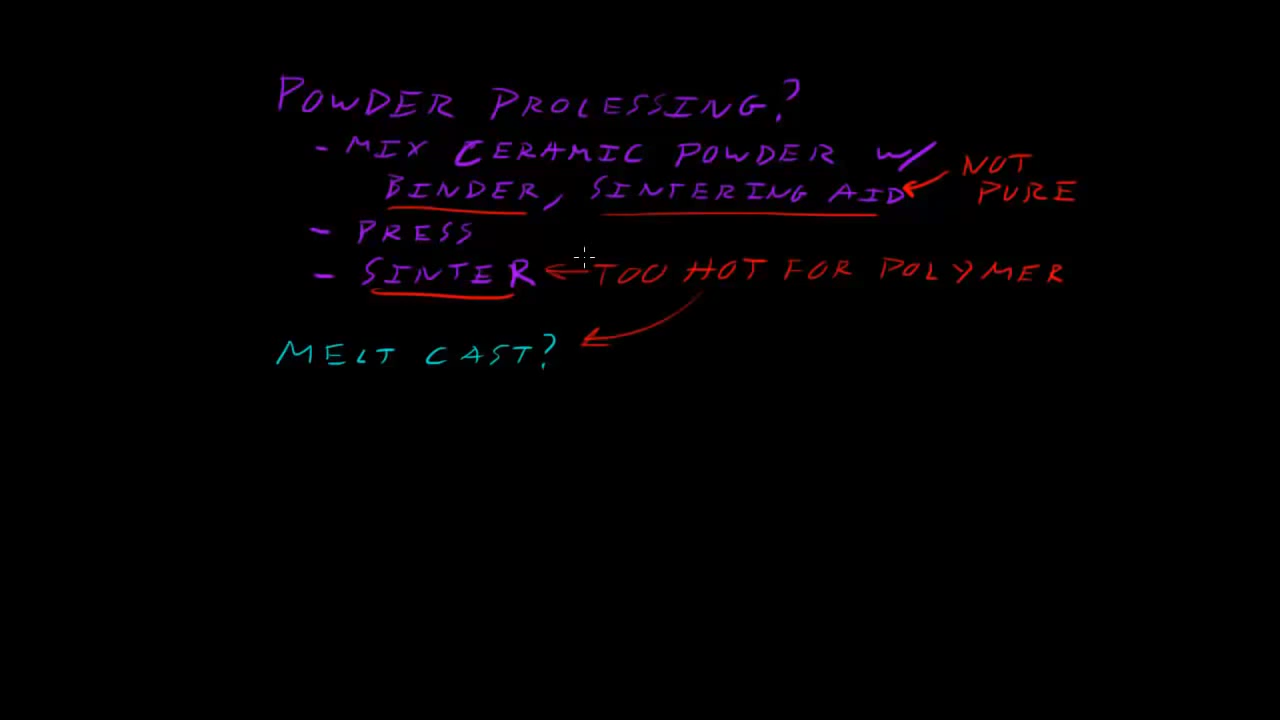 POWDER PROCESSING?
- MIX CERAMIC POWDER w/
BINDER, SINTERING AID
NOT
PURE
- PRESS
- SINTER
TOO HOT FOR POLYMER
MELT CAST?